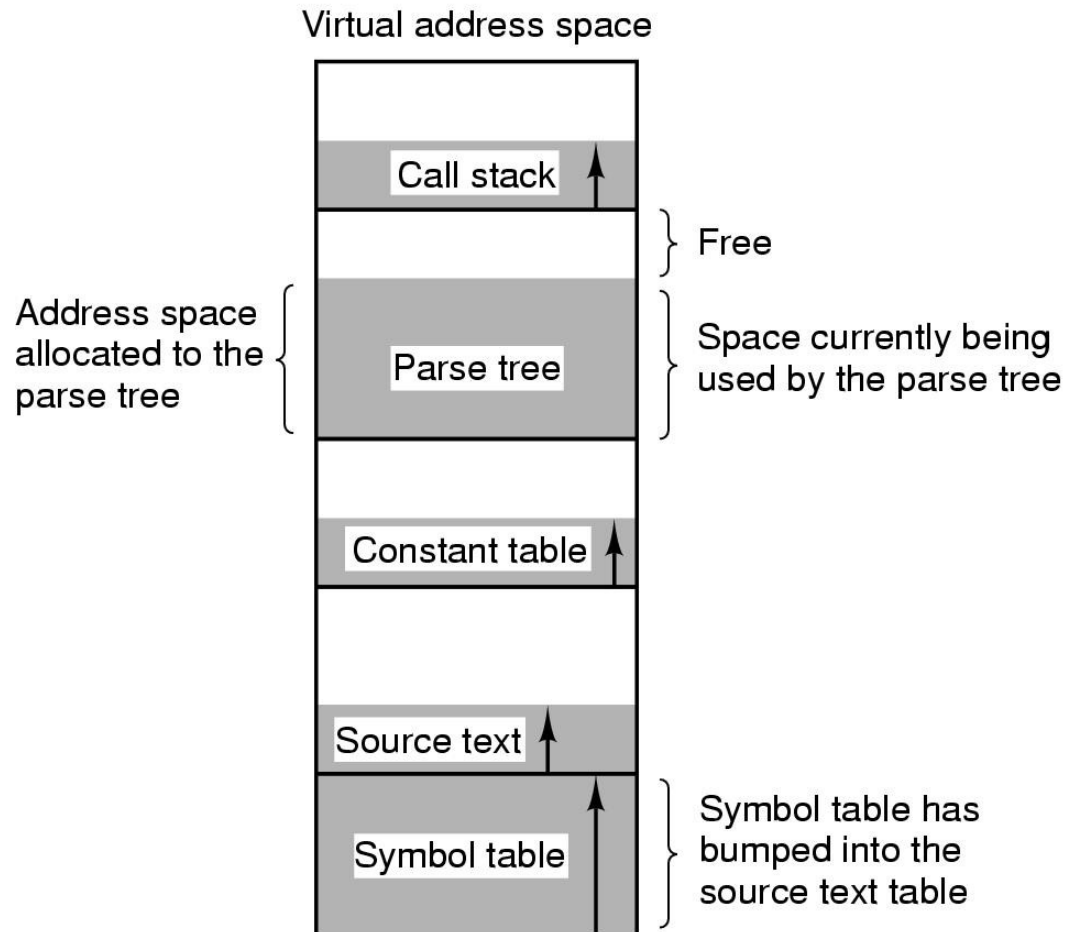 Virtual address space
Call stack
Free
Address space
allocated to the
parse tree
Parse tree
Space currently being
used by the parse tree
Constant table
Source text
Symbol table
Symbol table has
bumped into the
source text table